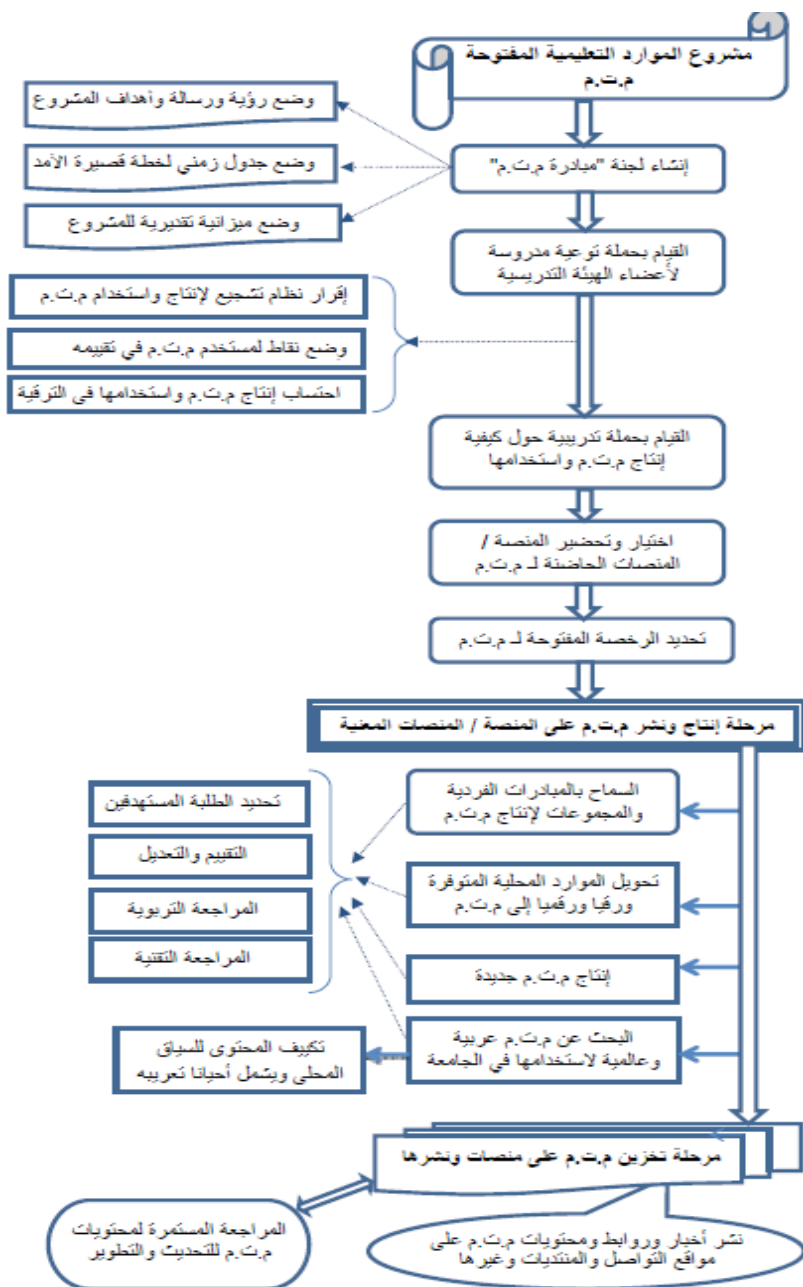 مشروع الموارد التعليمية المفتوحة
م.ت.م
وضع رؤية ورسالة وأهداف المشروع
إنشاء لجنة "مبادرة م.ت.م"
وضع جدول زمني لخطة قصيرة الأمد
وضع ميزانية تقديرية للمشروع
القيام بحملة توعية مدروسة
لأعضاء الهيئة التدريسية
إقرار نظام تشجيع لإنتاج واستخدام م.ت.م
وضع نقاط لمستخدم م.ت.م في تقييمه
احتساب إنتاج م.ت.م واستخدامها في الترقية
القيام بحملة تدريبية حول كيفية
إنتاج م.ت.م واستخدامها
اختيار وتحضير المنصة /
المنصات الحاضنة لـ م.ت.م
تحديد الرخصة المفتوحة لـ م.ت.م
مرحلة إنتاج ونشر م.ت.م على المنصة / المنصات المعنية
السماح بالمبادرات الفردية
والمجموعات لإنتاج م.ت.م
تحويل الموارد المحلية المتوفرة
ورقيا ورقميا إلى م.ت.م
إنتاج م.ت.م جديدة
البحث عن م.ت.م عربية
وعالمية لاستخدامها في الجامعة
تحديد الطلبة المستهدفين
التقييم والتعديل
المراجعة التربوية
المراجعة التقنية
تكييف المحتوى للسياق
المحلي ويشمل أحيانا تعريبه
مرحلة تخزين م.ت.م على منصات ونشرها
المراجعة المستمرة لمحتويات
م.ت.م للتحديث والتطوير
نشر أخبار وروابط ومحتويات م.ت.م على
مواقع التواصل والمنتديات وغيرها